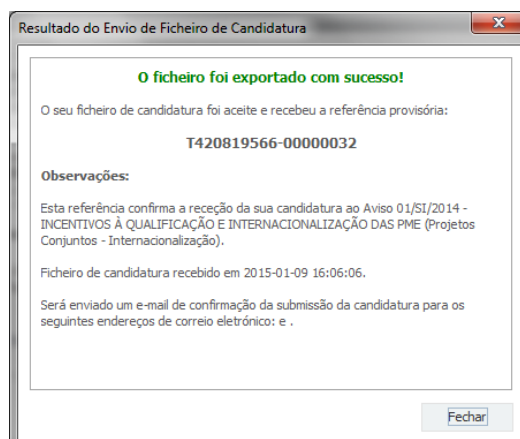 Resultado do Envio de Ficheiro de Candidatura
O ficheiro foi exportado com sucesso!
O seu ficheiro de candidatura foi aceite e recebeu a referência provisória:
T420819566-00000032
Observações:
Esta referência confirma a receção da sua candidatura ao Aviso 01/SI/2014 -
INCENTIVOS À QUALIFICAÇÃO E INTERNACIONALIZAÇÃO DAS PME (Projetos
Conjuntos - Internacionalização).
Ficheiro de candidatura recebido em 2015-01-09 16:06:06.
Será enviado um e-mail de confirmação da submissão da candidatura para os
seguintes endereços de correio eletrónico: e .
Fechar